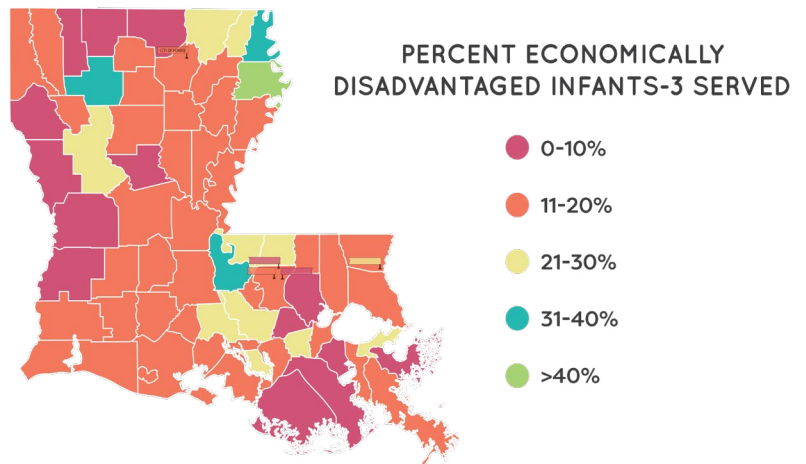 PERCENT ECONOMICALLY
DISADVANTAGED INFANTS-3 SERVED
0-10%
11-20%
21-30%
31-40%
>40%